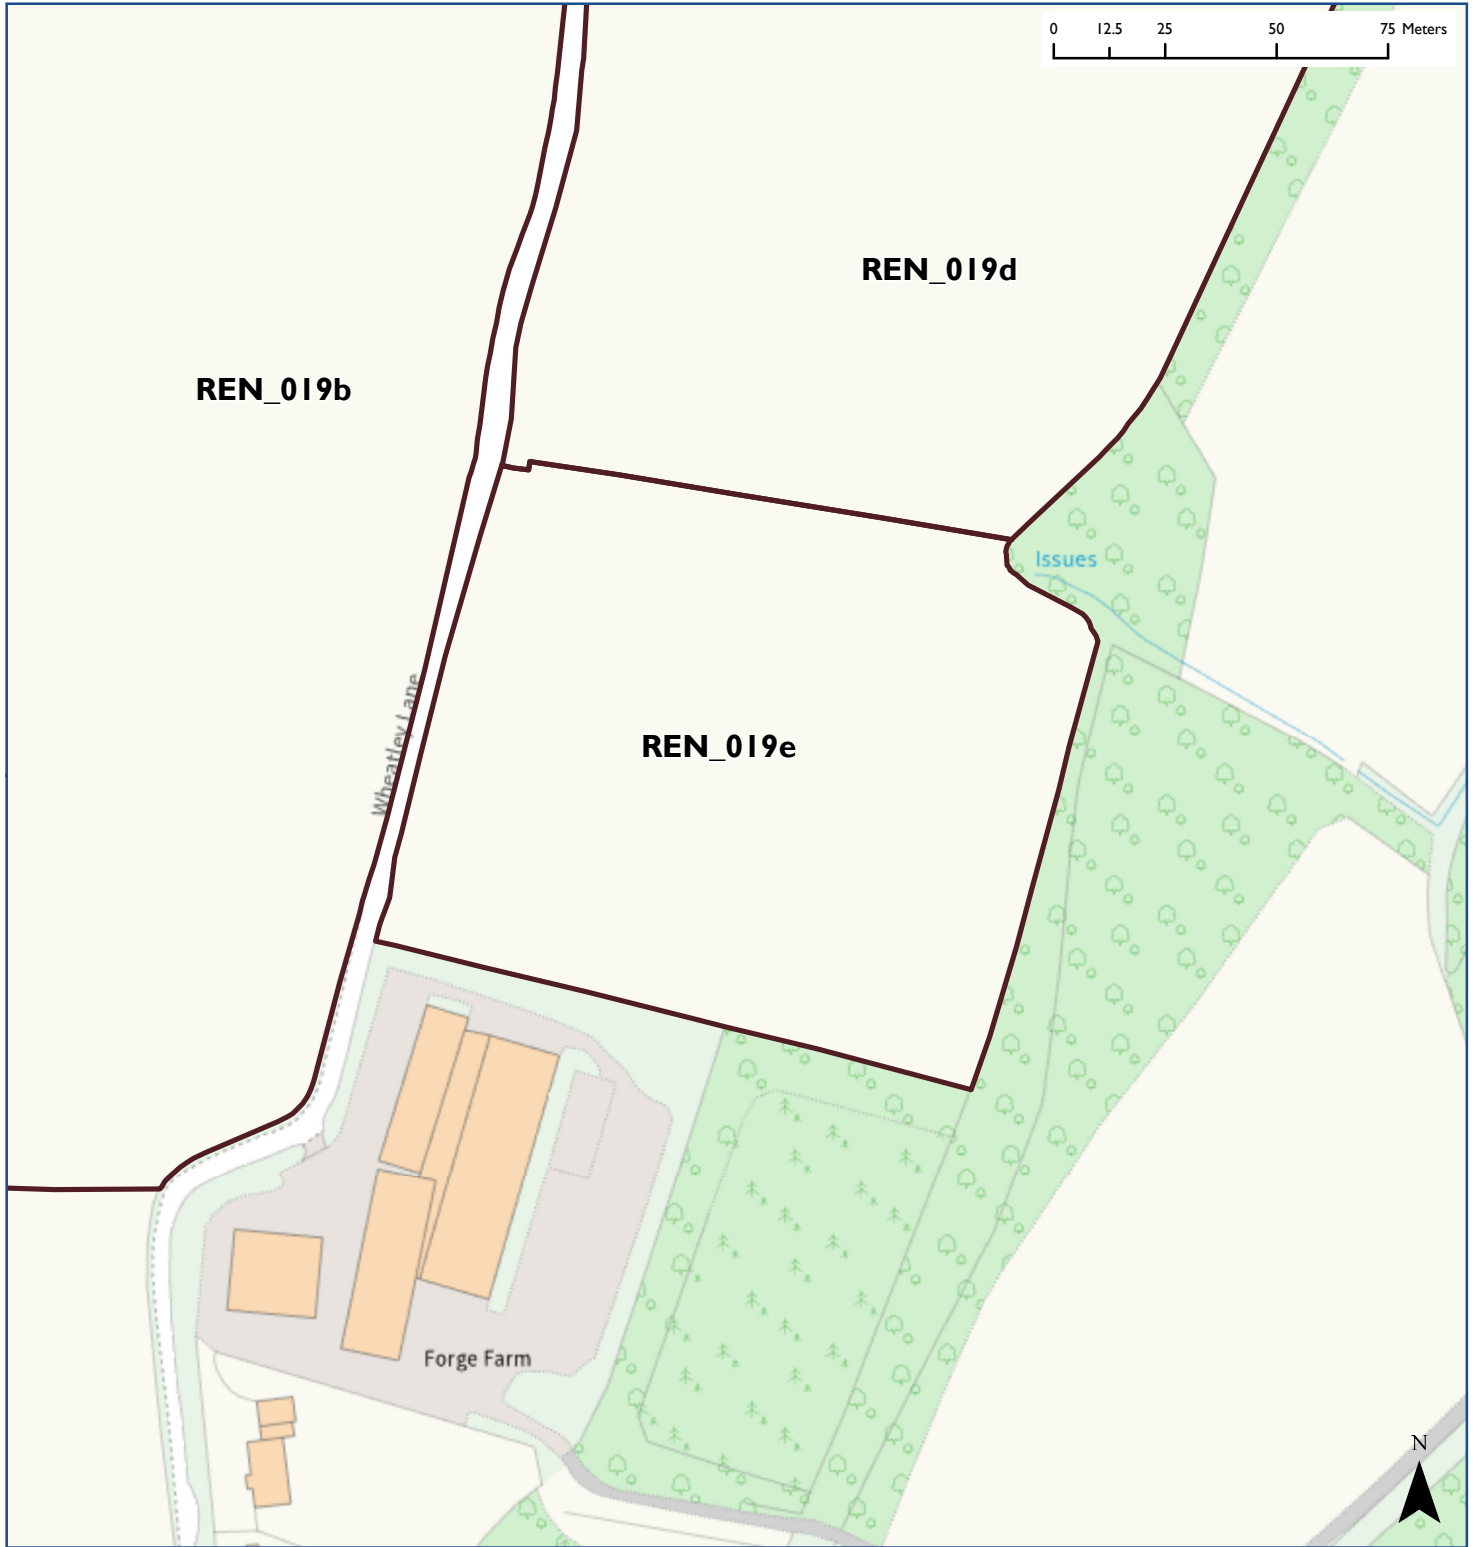 0 12.5 25 50 75 Meters
REN_019d
REN_019b
Issues
Wheatley Lane
REN_019e
Forge Farm
N